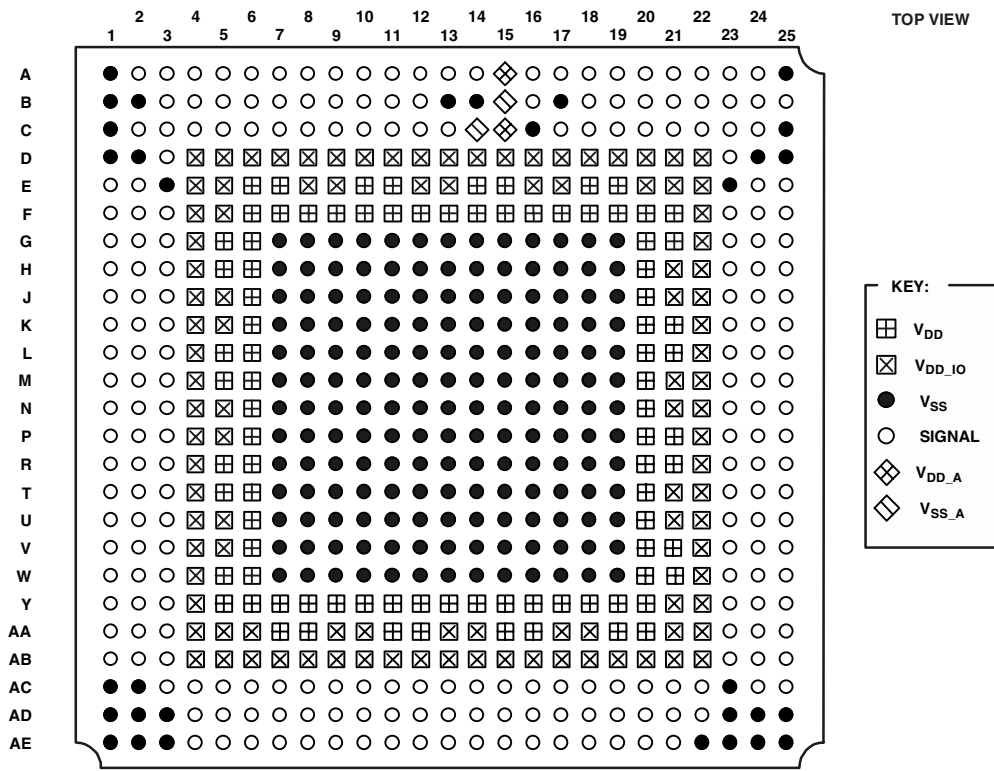 2 4 6 8 10 12 14 16 18 20 22 24
TOP VIEW
1 3 5 7 9 11 13 15 17 19 21 23 25
A
B
C
D
E
F
G
H
J
K
L
M
N
P
R
T
U
V
W
Y
AA
AB
AC
AD
AE
KEY:
VDD
VDD_IO
VSS
SIGNAL
VDD_A
VSS_A